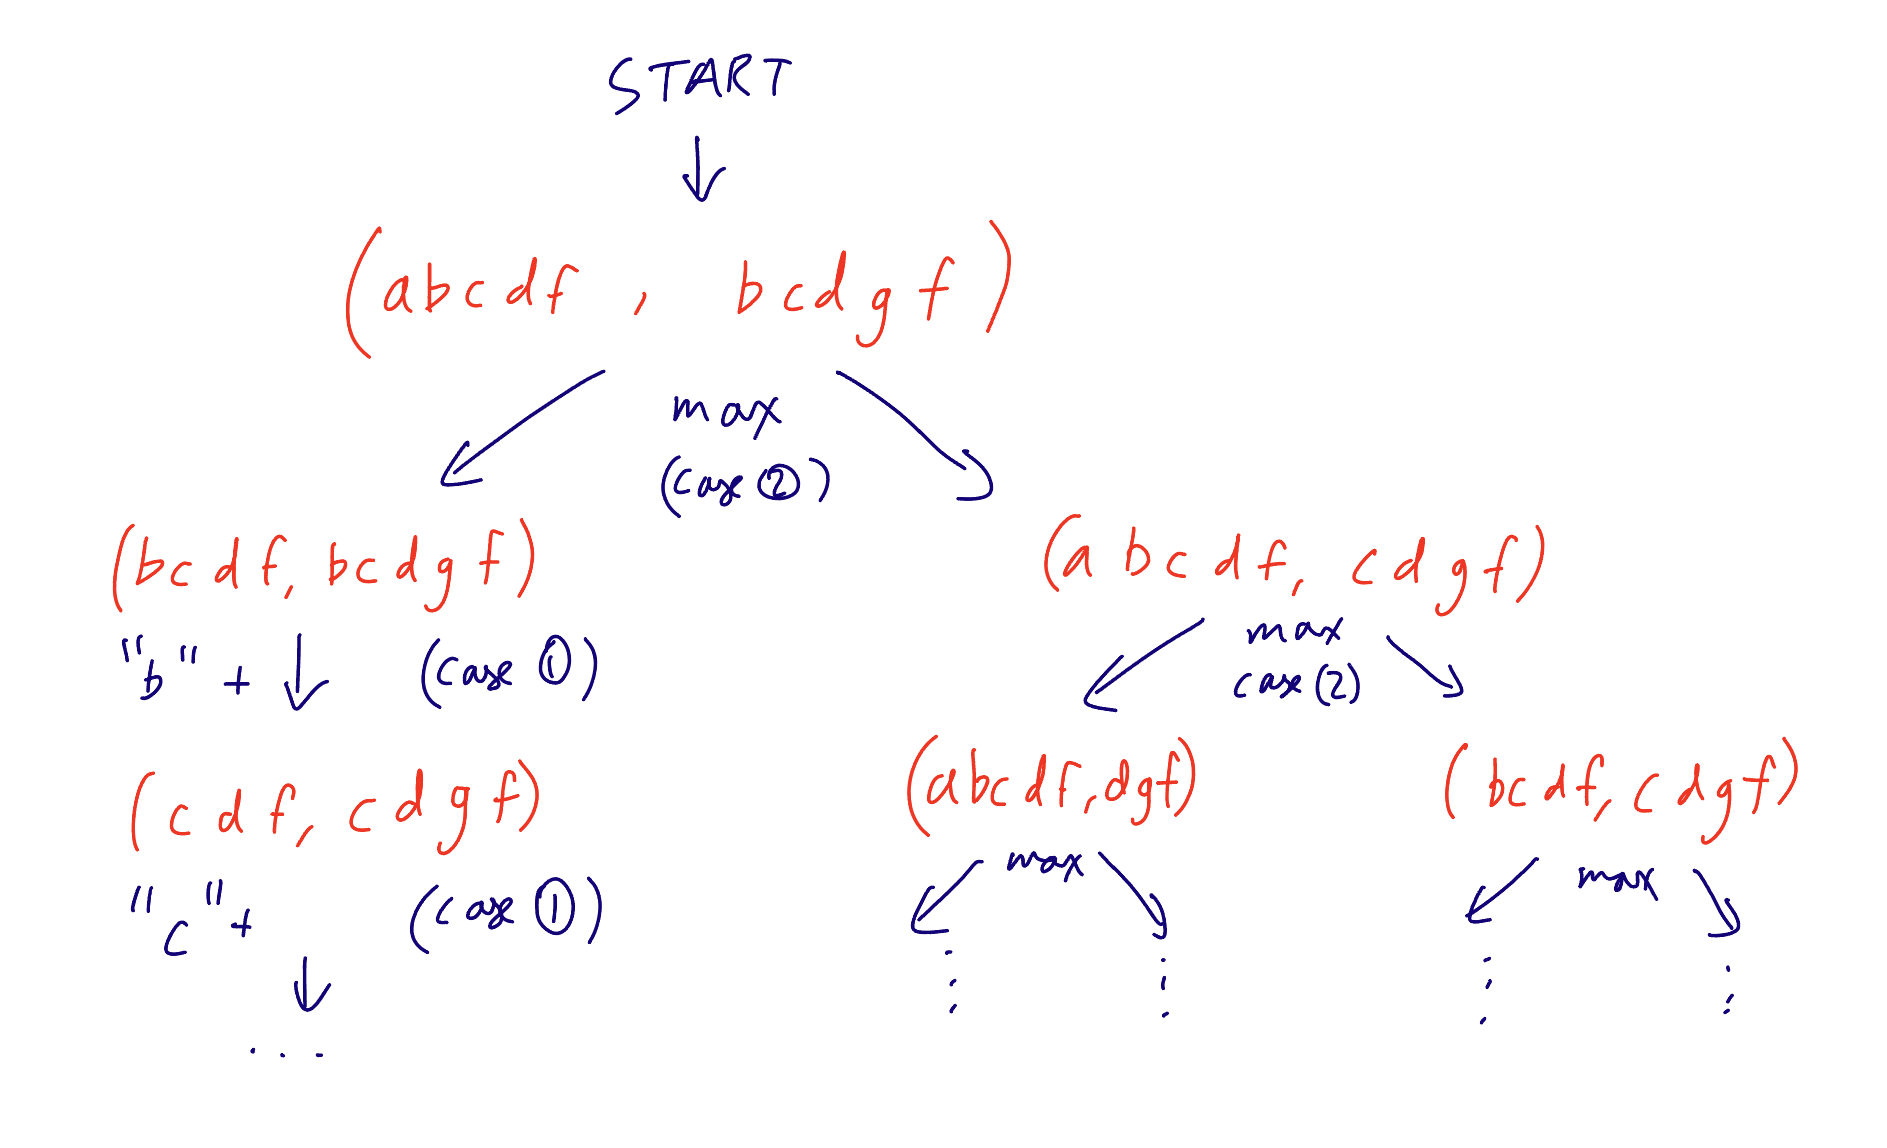 START
(abcdf, bcdgf)
max
(case ②)
(bcdf, bcdgf)
(abcdf, cdgf)
"b" +
(case ①)
max
case (2)
(cdf, cdgf)
(abcdf, dgf)
(bcdf, cdgf)
"c" +
(case ①)
max
max
...